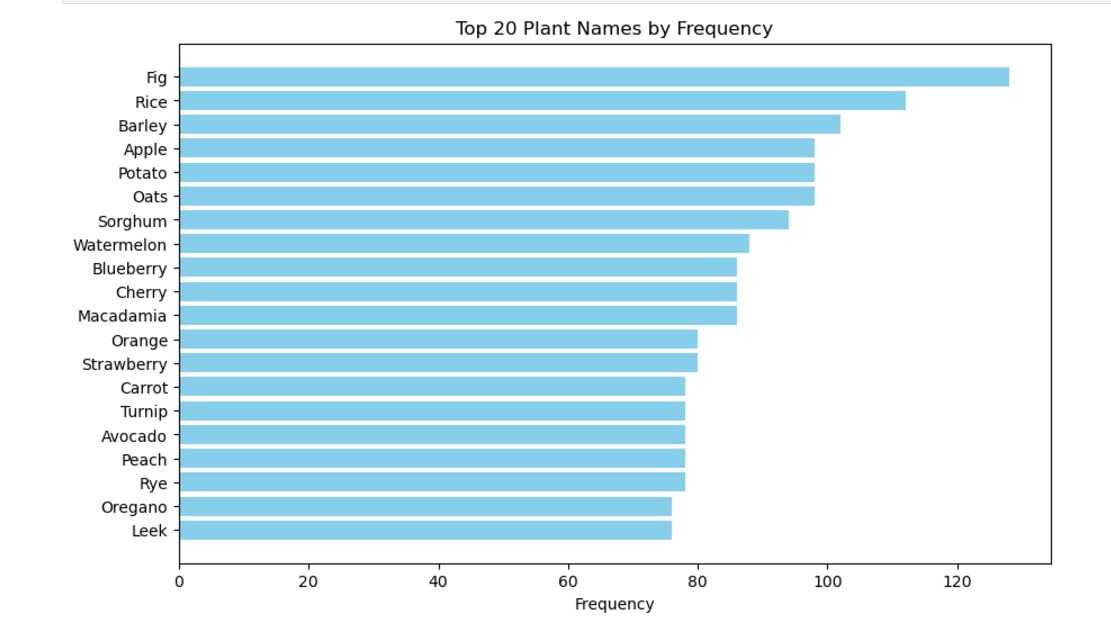 Top 20 Plant Names by Frequency
Fig
Rice
Barley
Apple
Potato
Oats
Sorghum
Watermelon
Blueberry
Cherry
Macadamia
Orange
Strawberry
Carrot
Turnip
Avocado
Peach
Rye
Oregano
Leek
0 20 40 60 80 100 120
Frequency